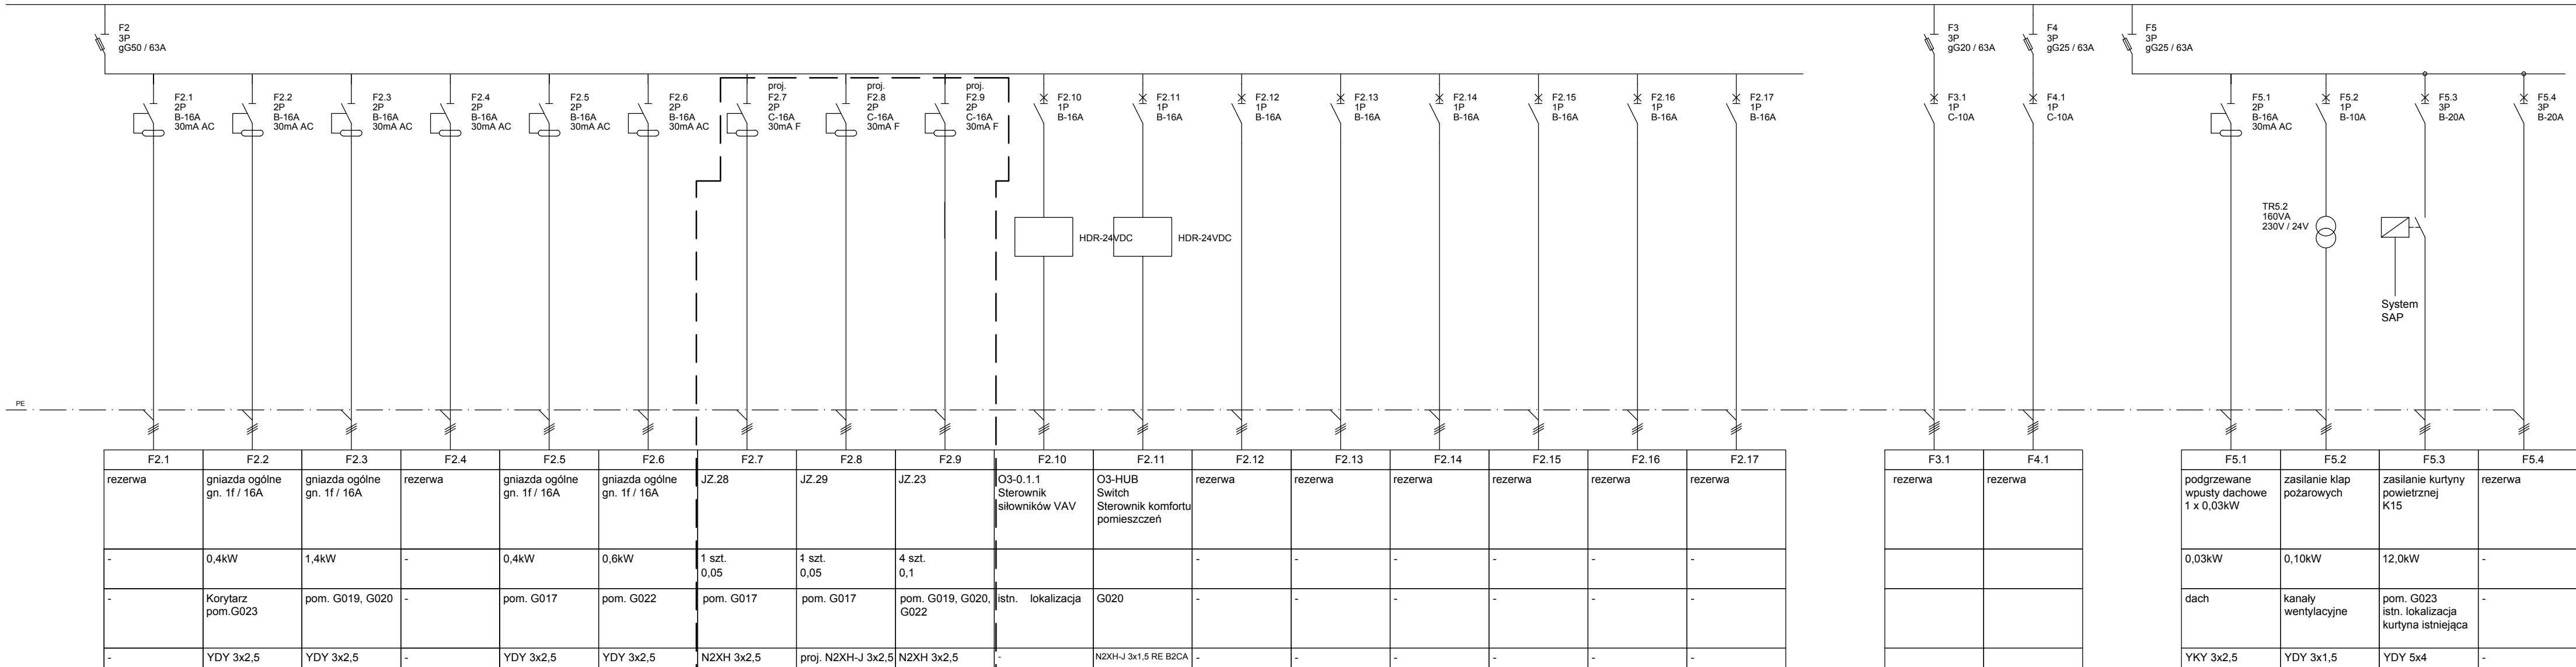 F2
3P
gG50 / 63A
F3
3P
gG20 / 63A
F4
3P
gG25 / 63A
F5
3P
gG25 / 63A
F2.1
2P
B-16A
30mA AC
F2.2
2P
B-16A
30mA AC
F2.3
2P
B-16A
30mA AC
F2.4
2P
B-16A
30mA AC
F2.5
2P
B-16A
30mA AC
F2.6
2P
B-16A
30mA AC
proj.
F2.7
2P
C-16A
30mA F
proj.
F2.8
2P
C-16A
30mA F
proj.
F2.9
2P
C-16A
30mA F
F2.10
1P
B-16A
F2.11
1P
B-16A
F2.12
1P
B-16A
F2.13
1P
B-16A
F2.14
1P
B-16A
F2.15
1P
B-16A
F2.16
1P
B-16A
F2.17
1P
B-16A
F3.1
1P
C-10A
F4.1
1P
C-10A
F5.1
2P
B-16A
30mA AC
F5.2
1P
B-10A
F5.3
3P
B-20A
F5.4
3P
B-20A
HDR-24VDC
HDR-24VDC
TR5.2
160VA
230V / 24V
System
SAP
PE
F2.1 F2.2 F2.3 F2.4 F2.5 F2.6 F2.7 F2.8 F2.9 F2.10 F2.11 F2.12 F2.13 F2.14 F2.15 F2.16 F2.17 F3.1 F4.1 F5.1 F5.2 F5.3 F5.4
rezerwa
gniazda ogólne
gn. 1f / 16A
gniazda ogólne
gn. 1f / 16A
rezerwa
gniazda ogólne
gn. 1f / 16A
gniazda ogólne
gn. 1f / 16A
JZ.28
JZ.29
JZ.23
O3-0.1.1
Sterownik
siłowników VAV
O3-HUB
Switch
Sterownik komfortu
pomieszczeń
rezerwa
rezerwa
rezerwa
rezerwa
rezerwa
rezerwa
rezerwa
rezerwa
podgrzewane
wpusty dachowe
1 x 0,03kW
zasilanie klap
pożarowych
zasilanie kurtyny
powietrznej
K15
rezerwa
-
0,4kW
1,4kW
-
0,4kW
0,6kW
1 szt.
0,05
1 szt.
0,05
4 szt.
0,1
-
-
-
-
-
-
0,03kW
0,10kW
12,0kW
-
-
Korytarz
pom.G023
pom. G019, G020
-
pom. G017
pom. G022
pom. G017
pom. G017
pom. G019, G020,
G022
istn. lokalizacja
G020
-
-
-
-
-
-
dach
kanały
wentylacyjne
pom. G023
istn. lokalizacja
kurtyna istniejąca
-
-
YDY 3x2,5
YDY 3x2,5
-
YDY 3x2,5
YDY 3x2,5
N2XH 3x2,5
proj. N2XH-J 3x2,5
N2XH 3x2,5
-
N2XH-J 3x1,5 RE B2CA
-
-
-
-
-
-
YKY 3x2,5
YDY 3x1,5
YDY 5x4
-